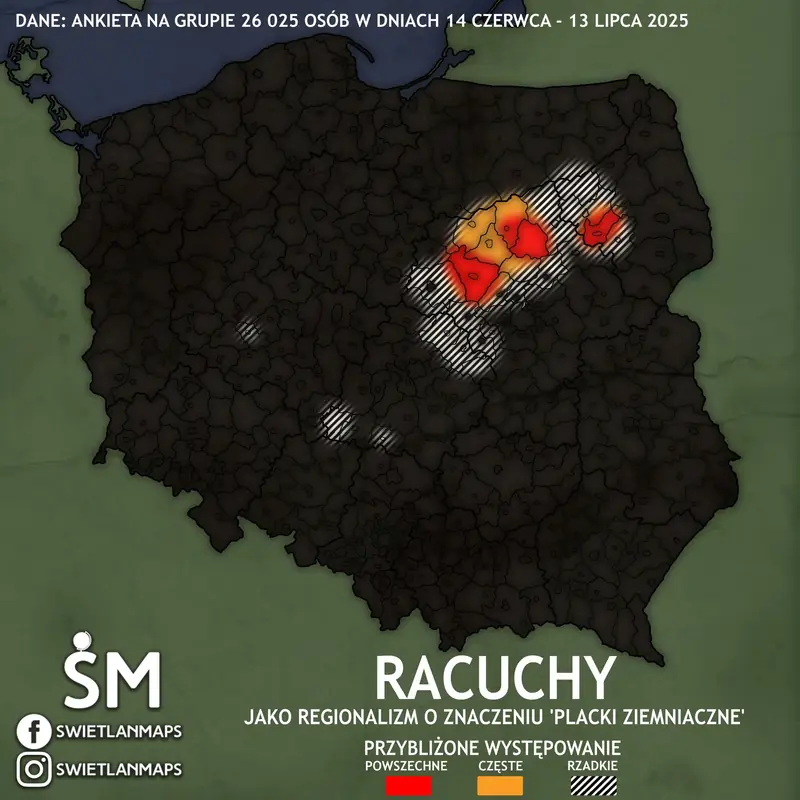 DANE: ANKIETA NA GRUPIE 26 025 OSÓB W DNIACH 14 CZERWCA - 13 LIPCA 2025
ŚM
SWIETLANMAPS
SWIETLANMAPS
RACUCHY
JAKO REGIONALIZM O ZNACZENIU 'PLACKI ZIEMNIACZNE'
PRZYBLIŻONE WYSTĘPOWANIE
POWSZECHNE CZĘSTE RZADKIE